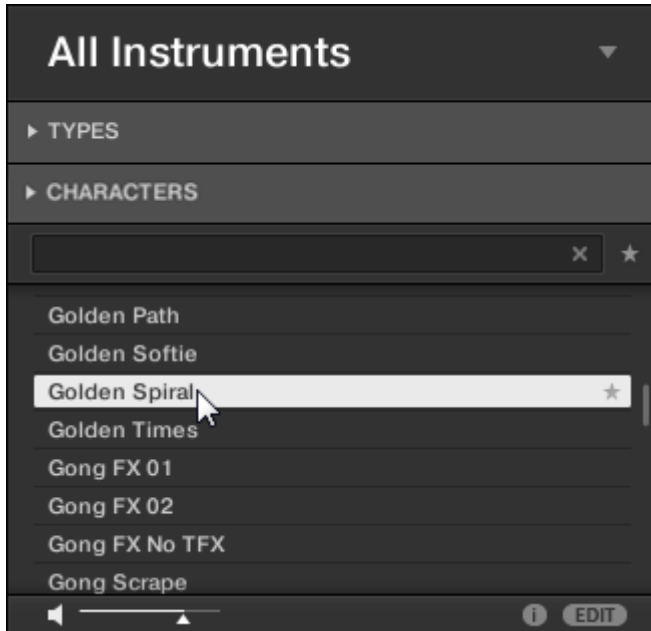 All Instruments
TYPES
CHARACTERS
Golden Path
Golden Softie
Golden Spiral
Golden Times
Gong FX 01
Gong FX 02
Gong FX No TFX
Gong Scrape
i EDIT